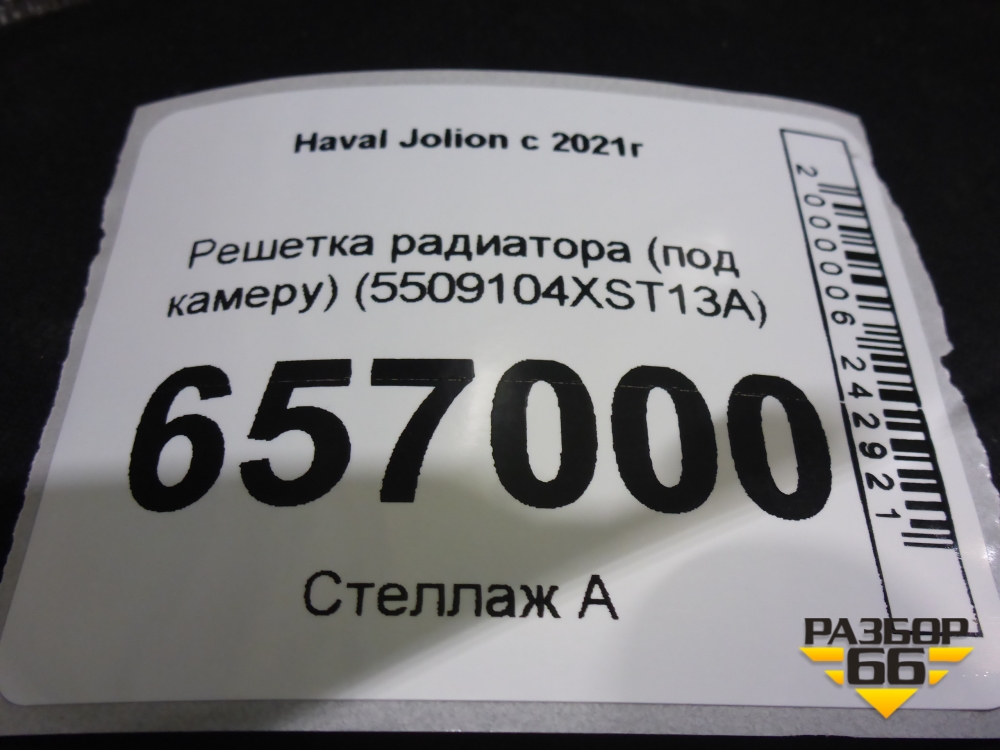 Haval Jolion с 2021г
Решетка радиатора (под
камеру) (5509104XST13A)
657000
Стеллаж А
2000006242921
РАЗБОР
66